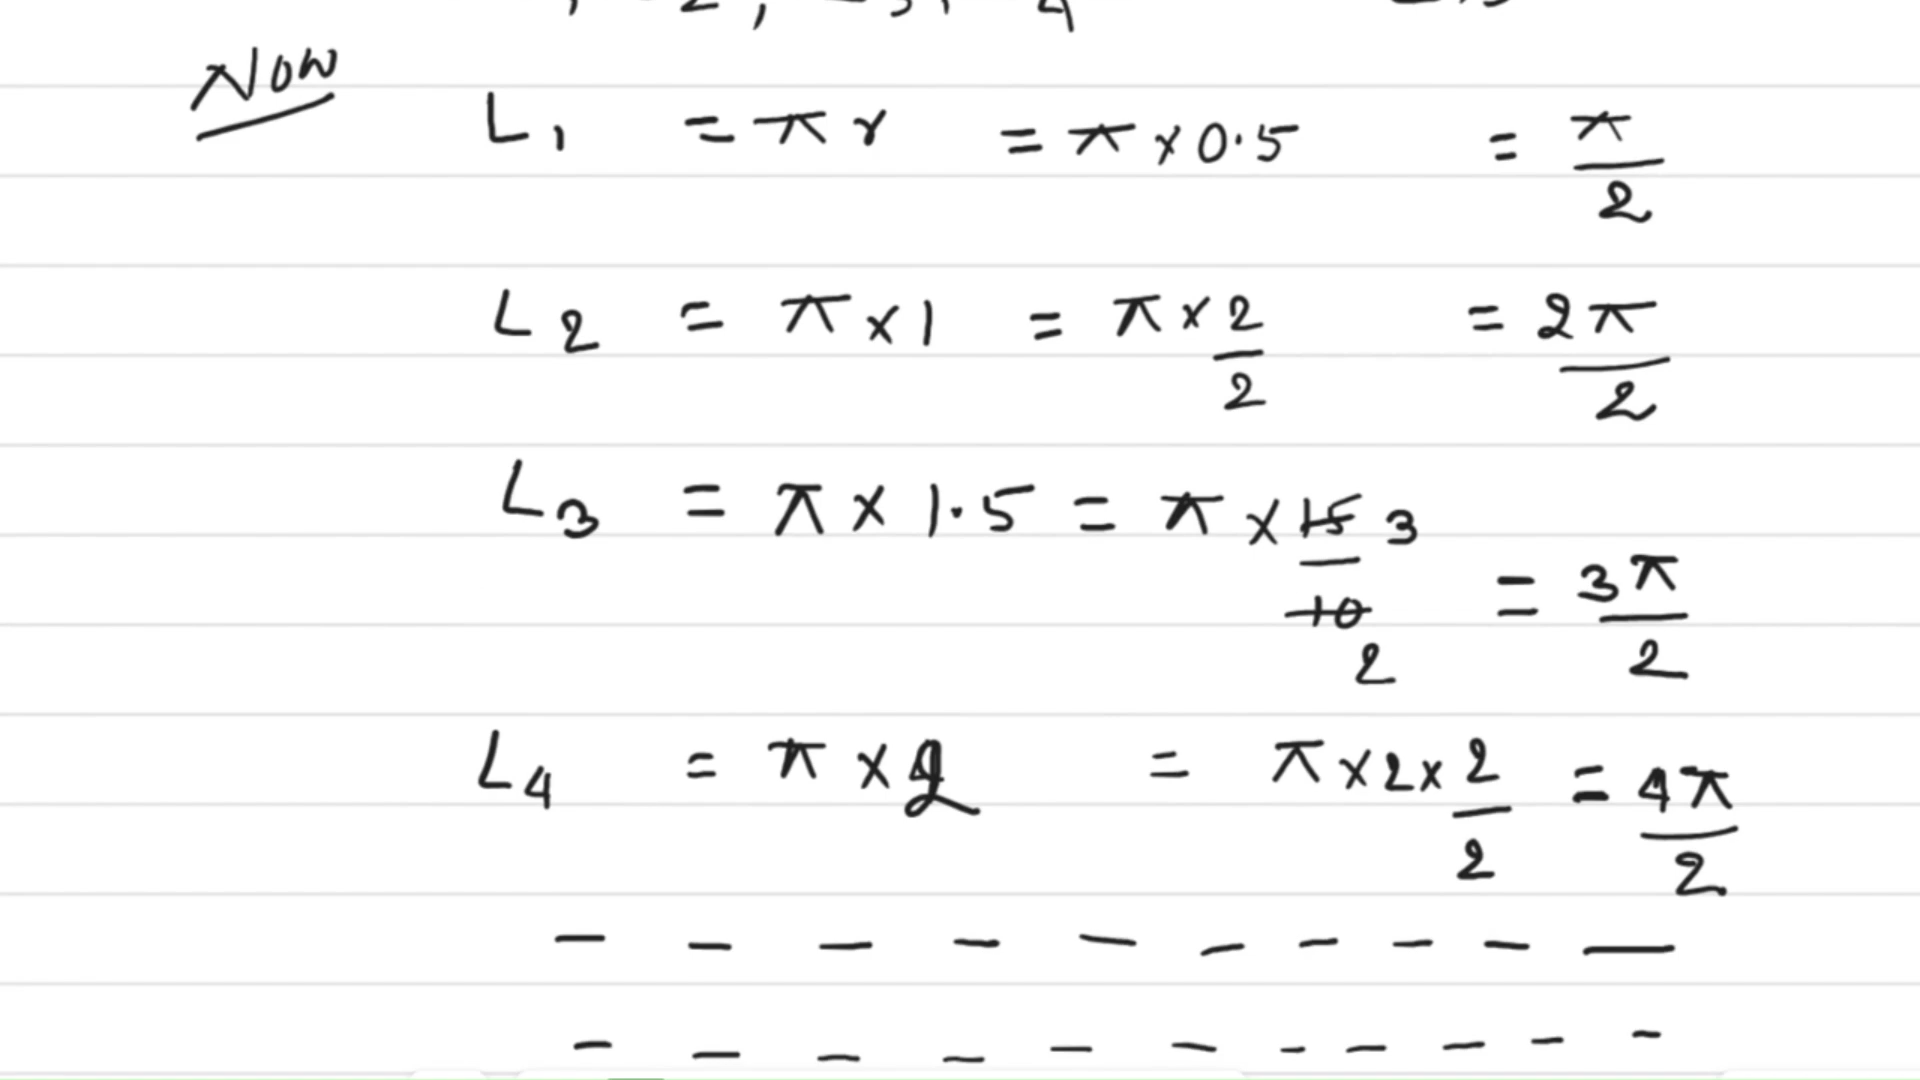 Now
L₁ = π r = π × 0.5 = π/2
L₂ = π × 1 = π × 2/2 = 2π/2
L₃ = π × 1.5 = π × 15/10 3/2 = 3π/2
L₄ = π × 2 = π × 2 × 2/2 = 4π/2
- - - - - - - - - -
- - - - - - - - - - -